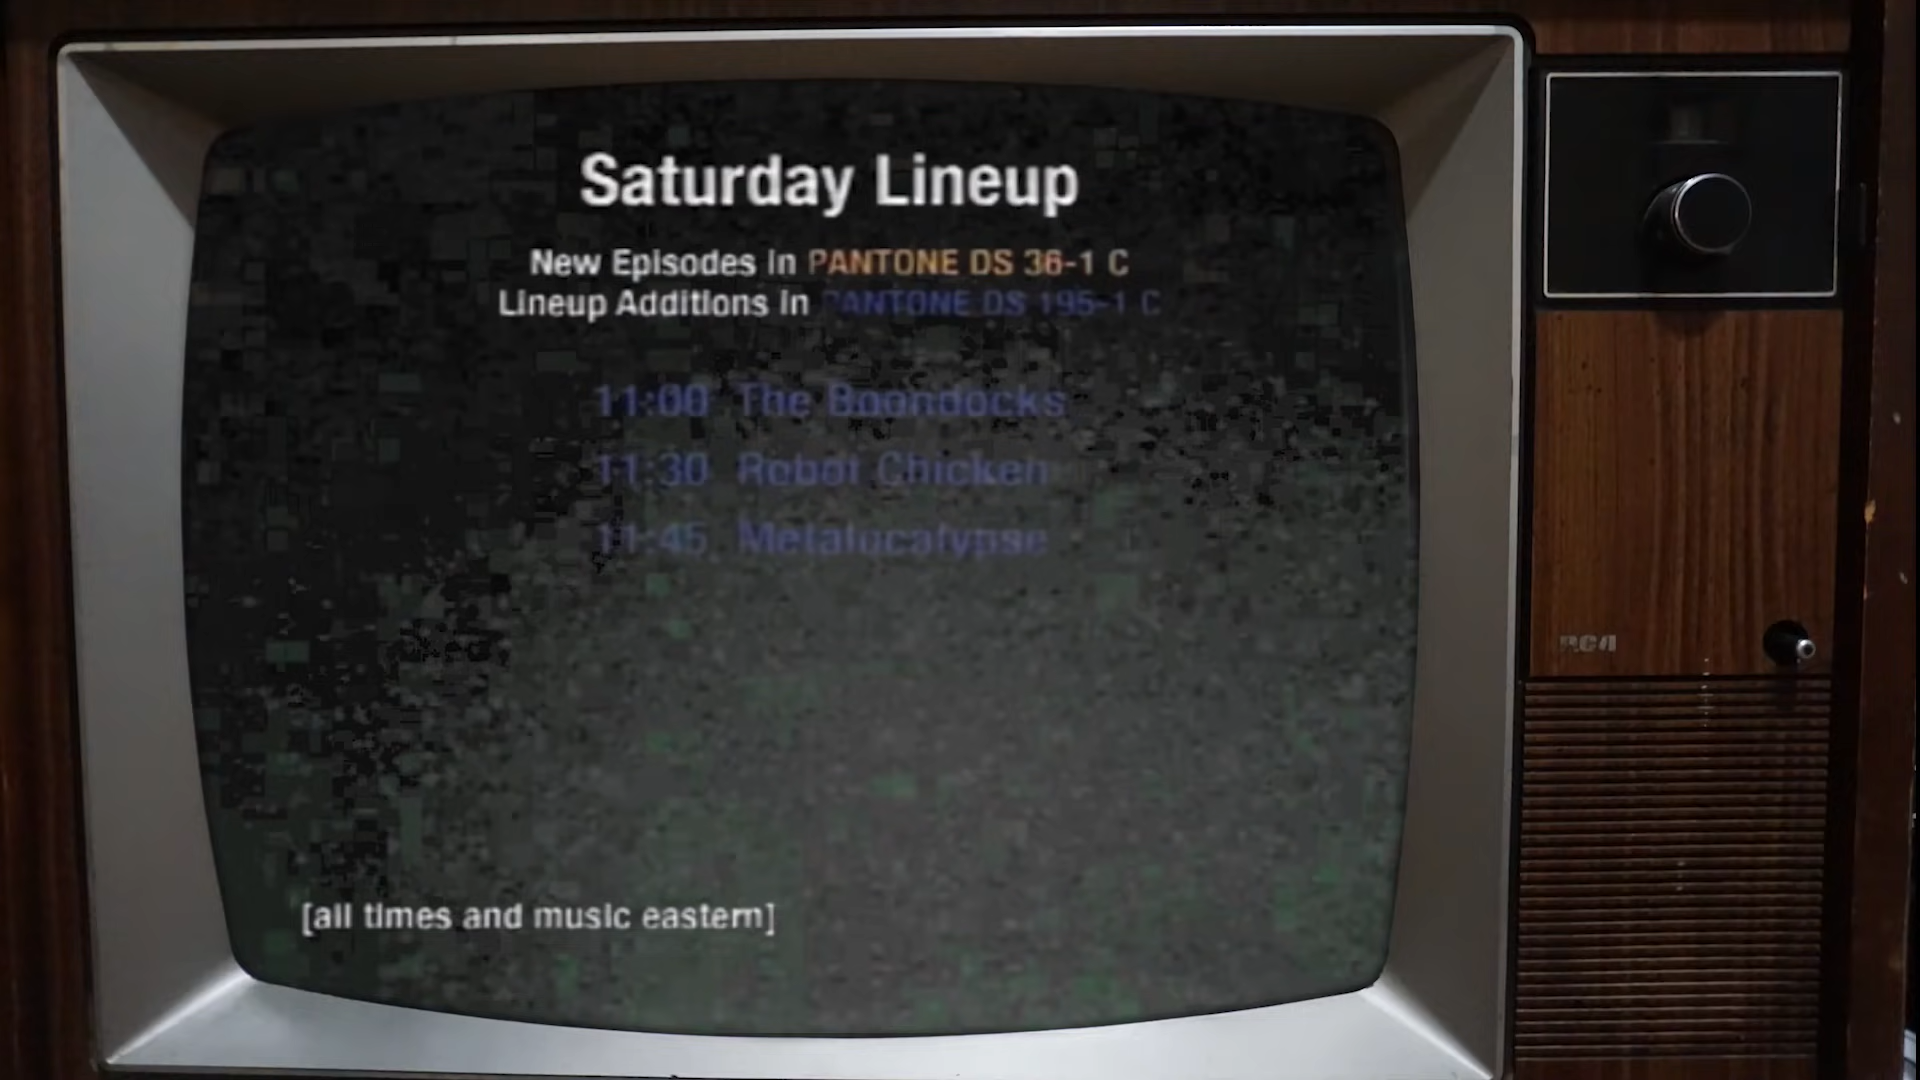 Saturday Lineup
New Episodes in PANTONE DS 36-1 C
Lineup Additions in PANTONE DS 195-1 C
11:00 The Boondocks
11:30 Robot Chicken
11:45 Metalocalypse
[all times and music eastern]
RCA